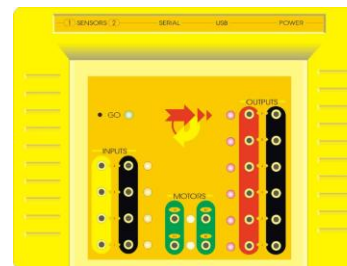 1 SENSORS 2 SERIAL USB POWER
OUTPUTS
GO
INPUTS
MOTORS